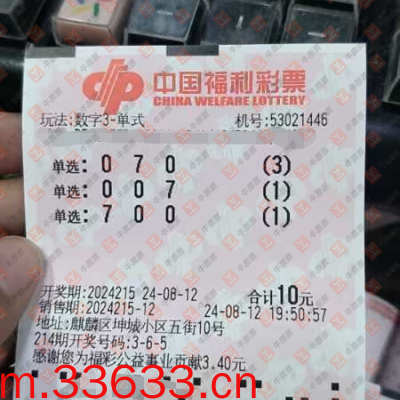 中国福利彩票
CHINA WELFARE LOTTERY
玩法:数字3-单式 机号:53021446
单选: 0 7 0 (3)
单选: 0 0 7 (1)
单选: 7 0 0 (1)
开奖期:2024215 24-08-12 合计10元
销售期:2024215-12 24-08-12 19:50:57
地址:麒麟区坤城小区五街10号
214期开奖号码:3-6-5
感谢您为福彩公益事业贡献3.40元
m.33633.cn